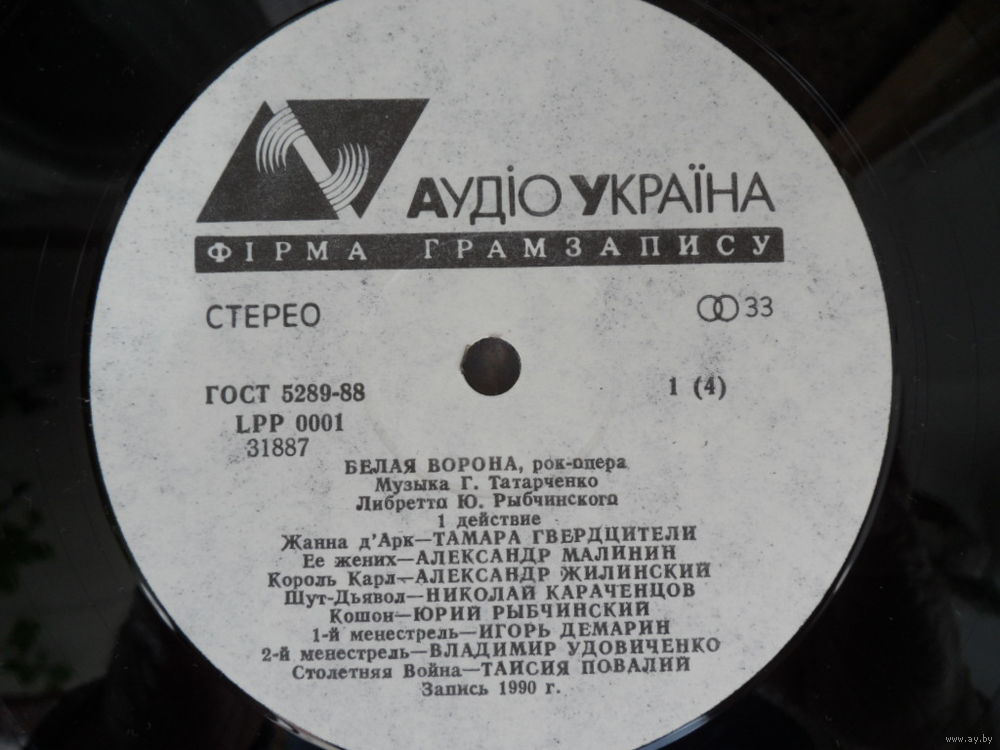 АУДІО УКРАЇНА
ФІРМА ГРАМЗАПИСУ
СТЕРЕО
33
ГОСТ 5289-88
1 (4)
LPP 0001
31887
БЕЛАЯ ВОРОНА, рок-опера
Музыка Г. Татарченко
Либретто Ю. Рыбчинского
1 действие
Жанна д'Арк—ТАМАРА ГВЕРДЦИТЕЛИ
Ее жених—АЛЕКСАНДР МАЛИНИН
Король Карл—АЛЕКСАНДР ЖИЛИНСКИЙ
Шут-Дьявол—НИКОЛАЙ КАРАЧЕНЦОВ
Кошон—ЮРИЙ РЫБЧИНСКИЙ
1-й менестрель—ИГОРЬ ДЕМАРИН
2-й менестрель—ВЛАДИМИР УДОВИЧЕНКО
Столетняя Война—ТАИСИЯ ПОВАЛИЙ
Запись 1990 г.
www.ay.by